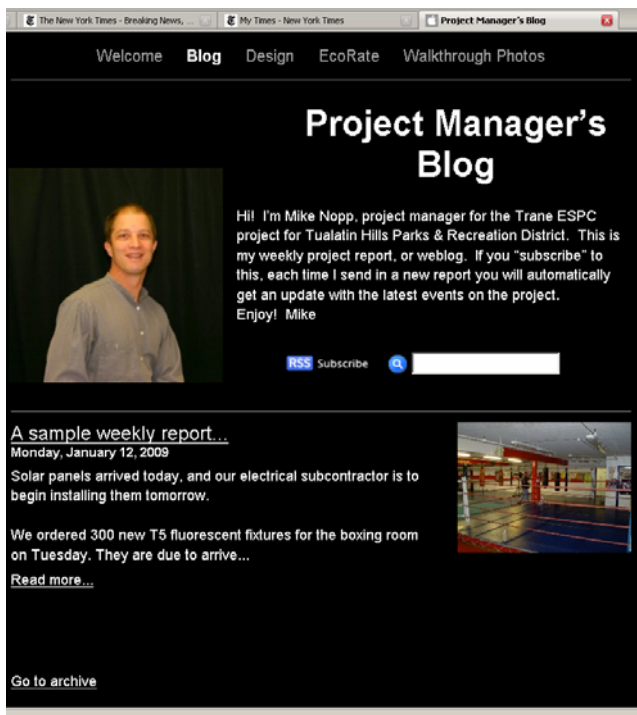 The New York Times - Breaking News, ...
My Times - New York Times
Project Manager's Blog
Welcome Blog Design EcoRate Walkthrough Photos
Project Manager's
Blog
Hi! I'm Mike Nopp, project manager for the Trane ESPC
project for Tualatin Hills Parks & Recreation District. This is
my weekly project report, or weblog. If you "subscribe" to
this, each time I send in a new report you will automatically
get an update with the latest events on the project.
Enjoy! Mike
RSS Subscribe
A sample weekly report...
Monday, January 12, 2009
Solar panels arrived today, and our electrical subcontractor is to
begin installing them tomorrow.
We ordered 300 new T5 fluorescent fixtures for the boxing room
on Tuesday. They are due to arrive...
Read more...
Go to archive